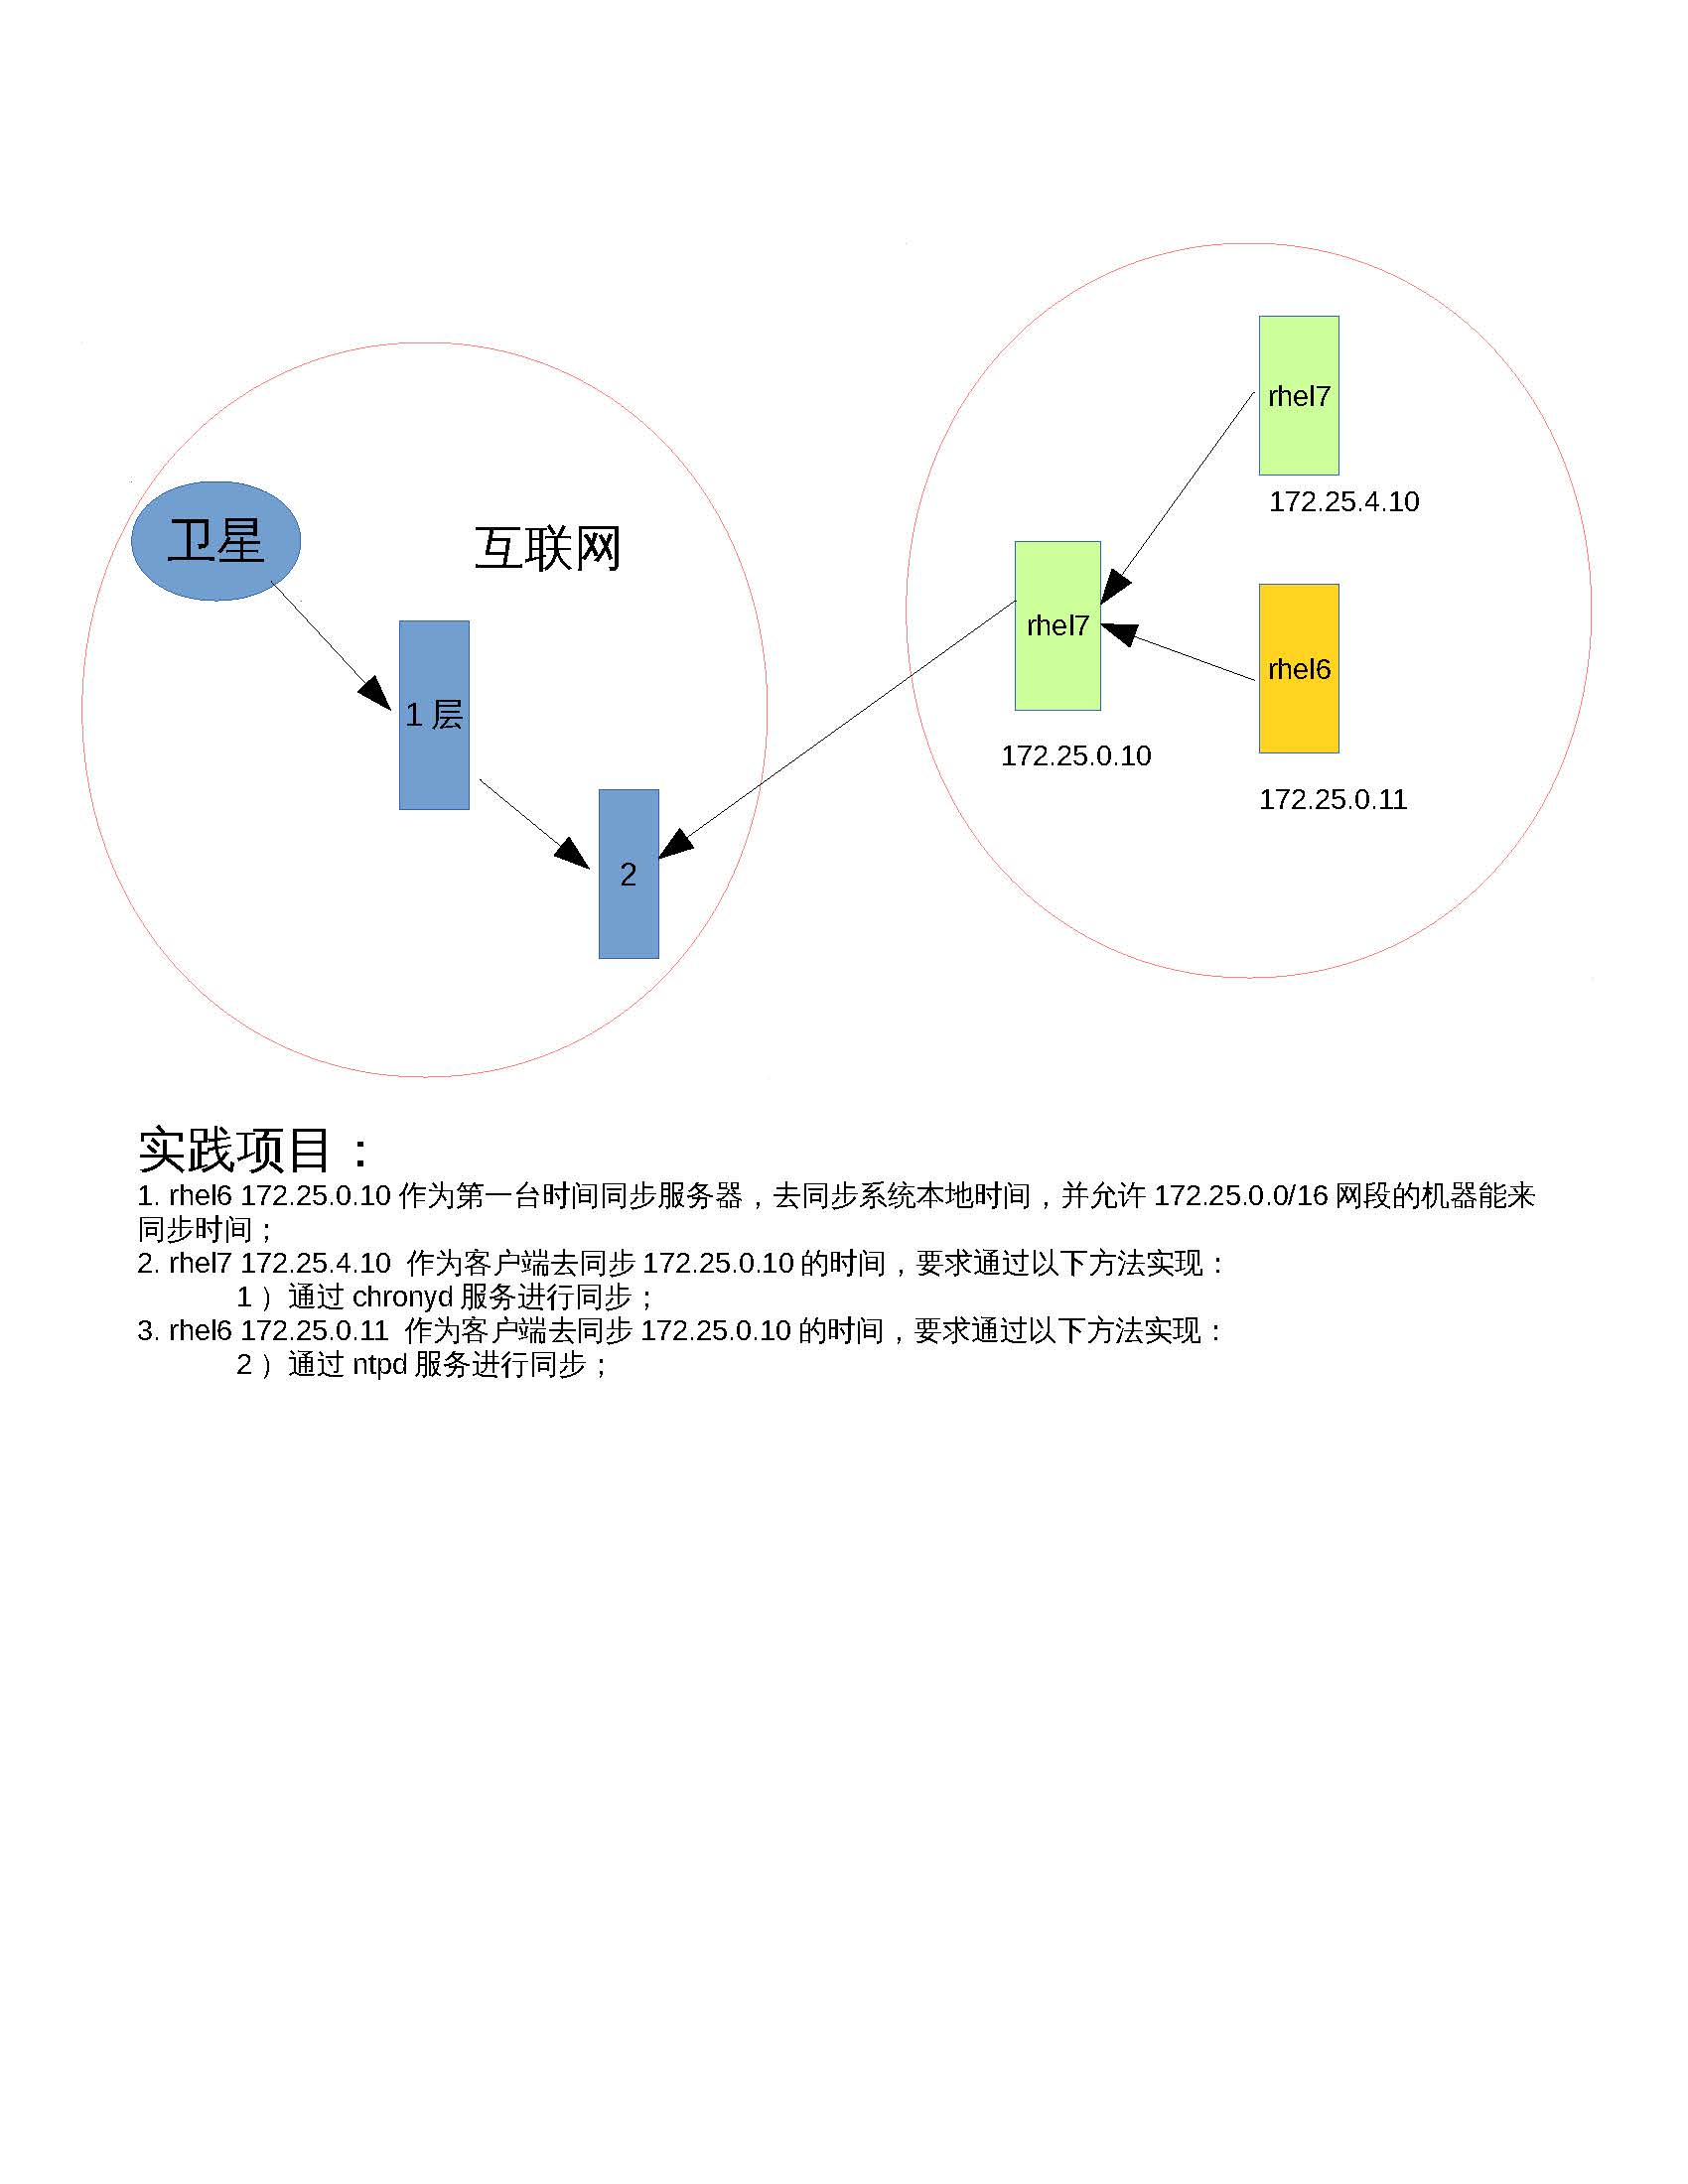 卫星
互联网
1 层
2
rhel7
172.25.4.10
rhel7
172.25.0.10
rhel6
172.25.0.11
实践项目：
1. rhel6 172.25.0.10 作为第一台时间同步服务器，去同步系统本地时间，并允许 172.25.0.0/16 网段的机器能来
同步时间；
2. rhel7 172.25.4.10 作为客户端去同步 172.25.0.10 的时间，要求通过以下方法实现：
1 ）通过 chronyd 服务进行同步；
3. rhel6 172.25.0.11 作为客户端去同步 172.25.0.10 的时间，要求通过以下方法实现：
2 ）通过 ntpd 服务进行同步；